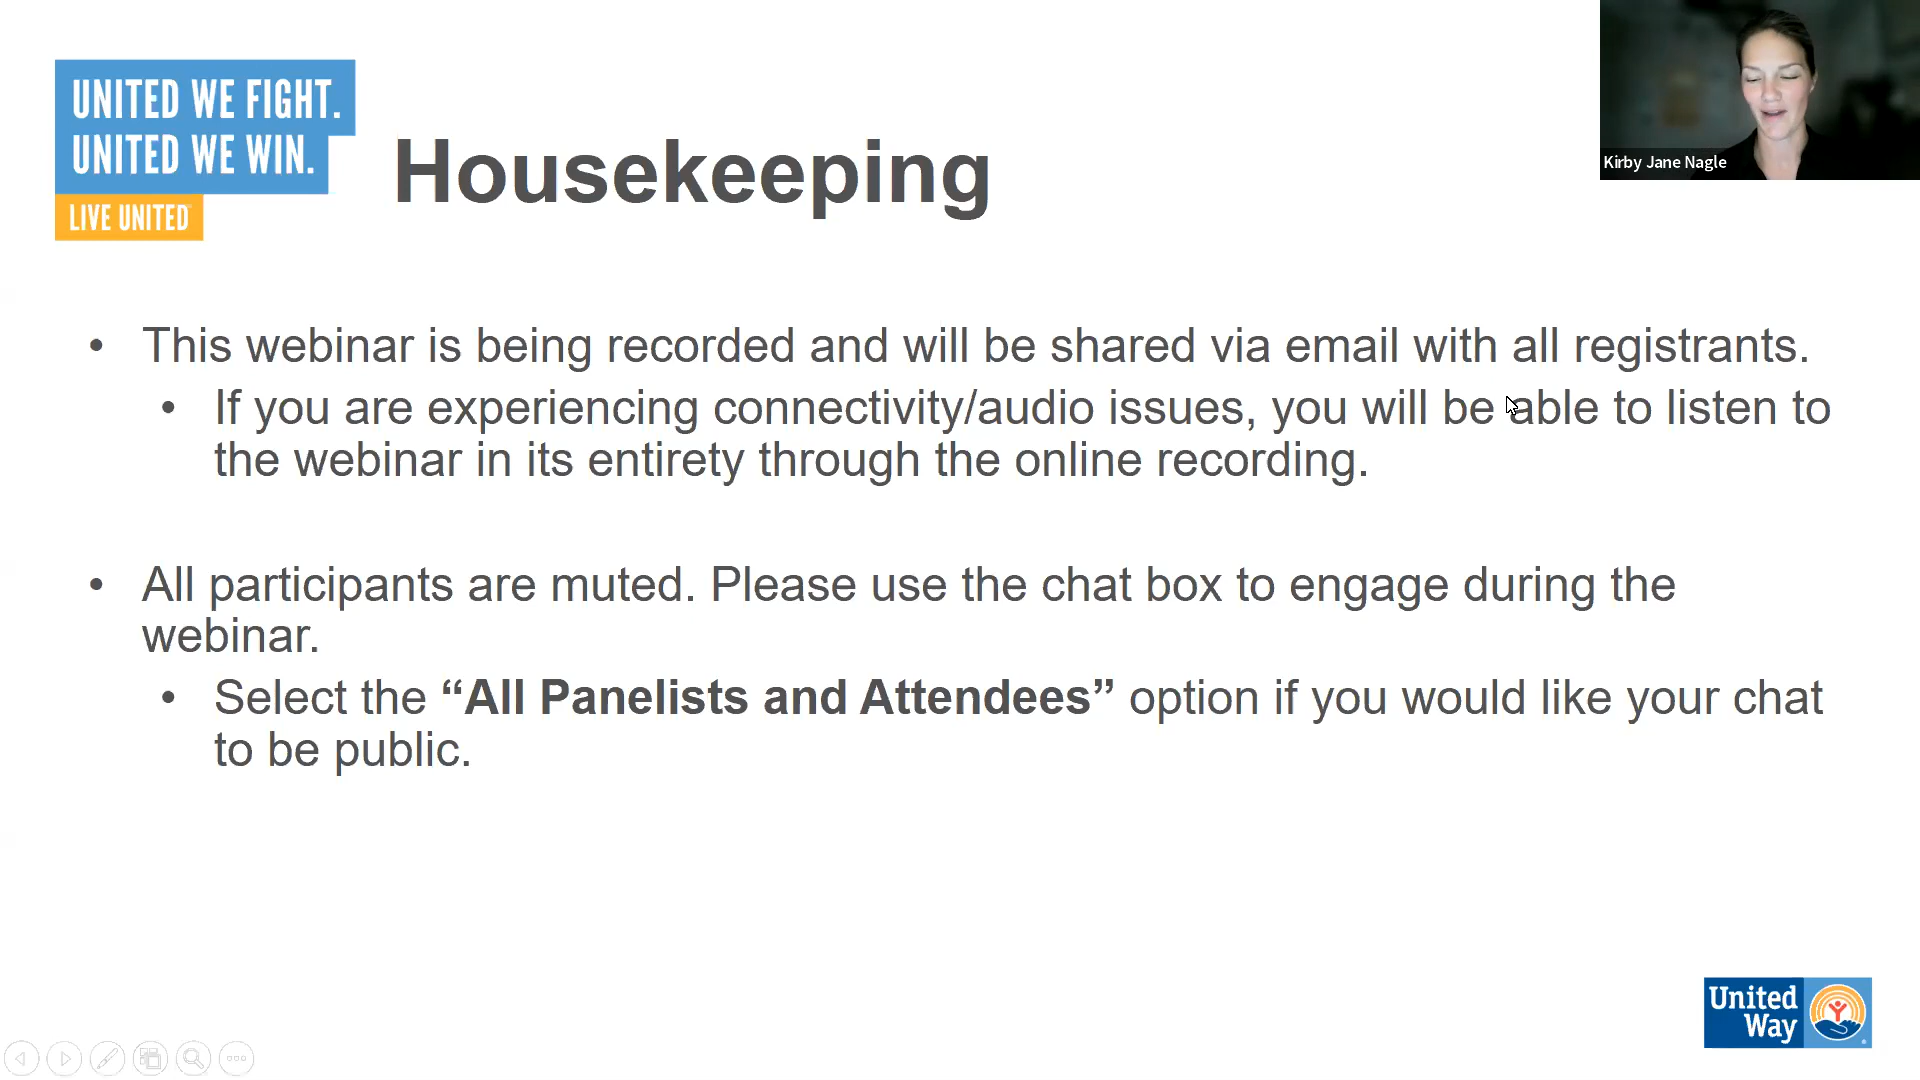 UNITED WE FIGHT.
UNITED WE WIN.
LIVE UNITED
Housekeeping
Kirby Jane Nagle
• This webinar is being recorded and will be shared via email with all registrants.
• If you are experiencing connectivity/audio issues, you will be able to listen to
the webinar in its entirety through the online recording.
• All participants are muted. Please use the chat box to engage during the
webinar.
• Select the “All Panelists and Attendees” option if you would like your chat
to be public.
United
Way